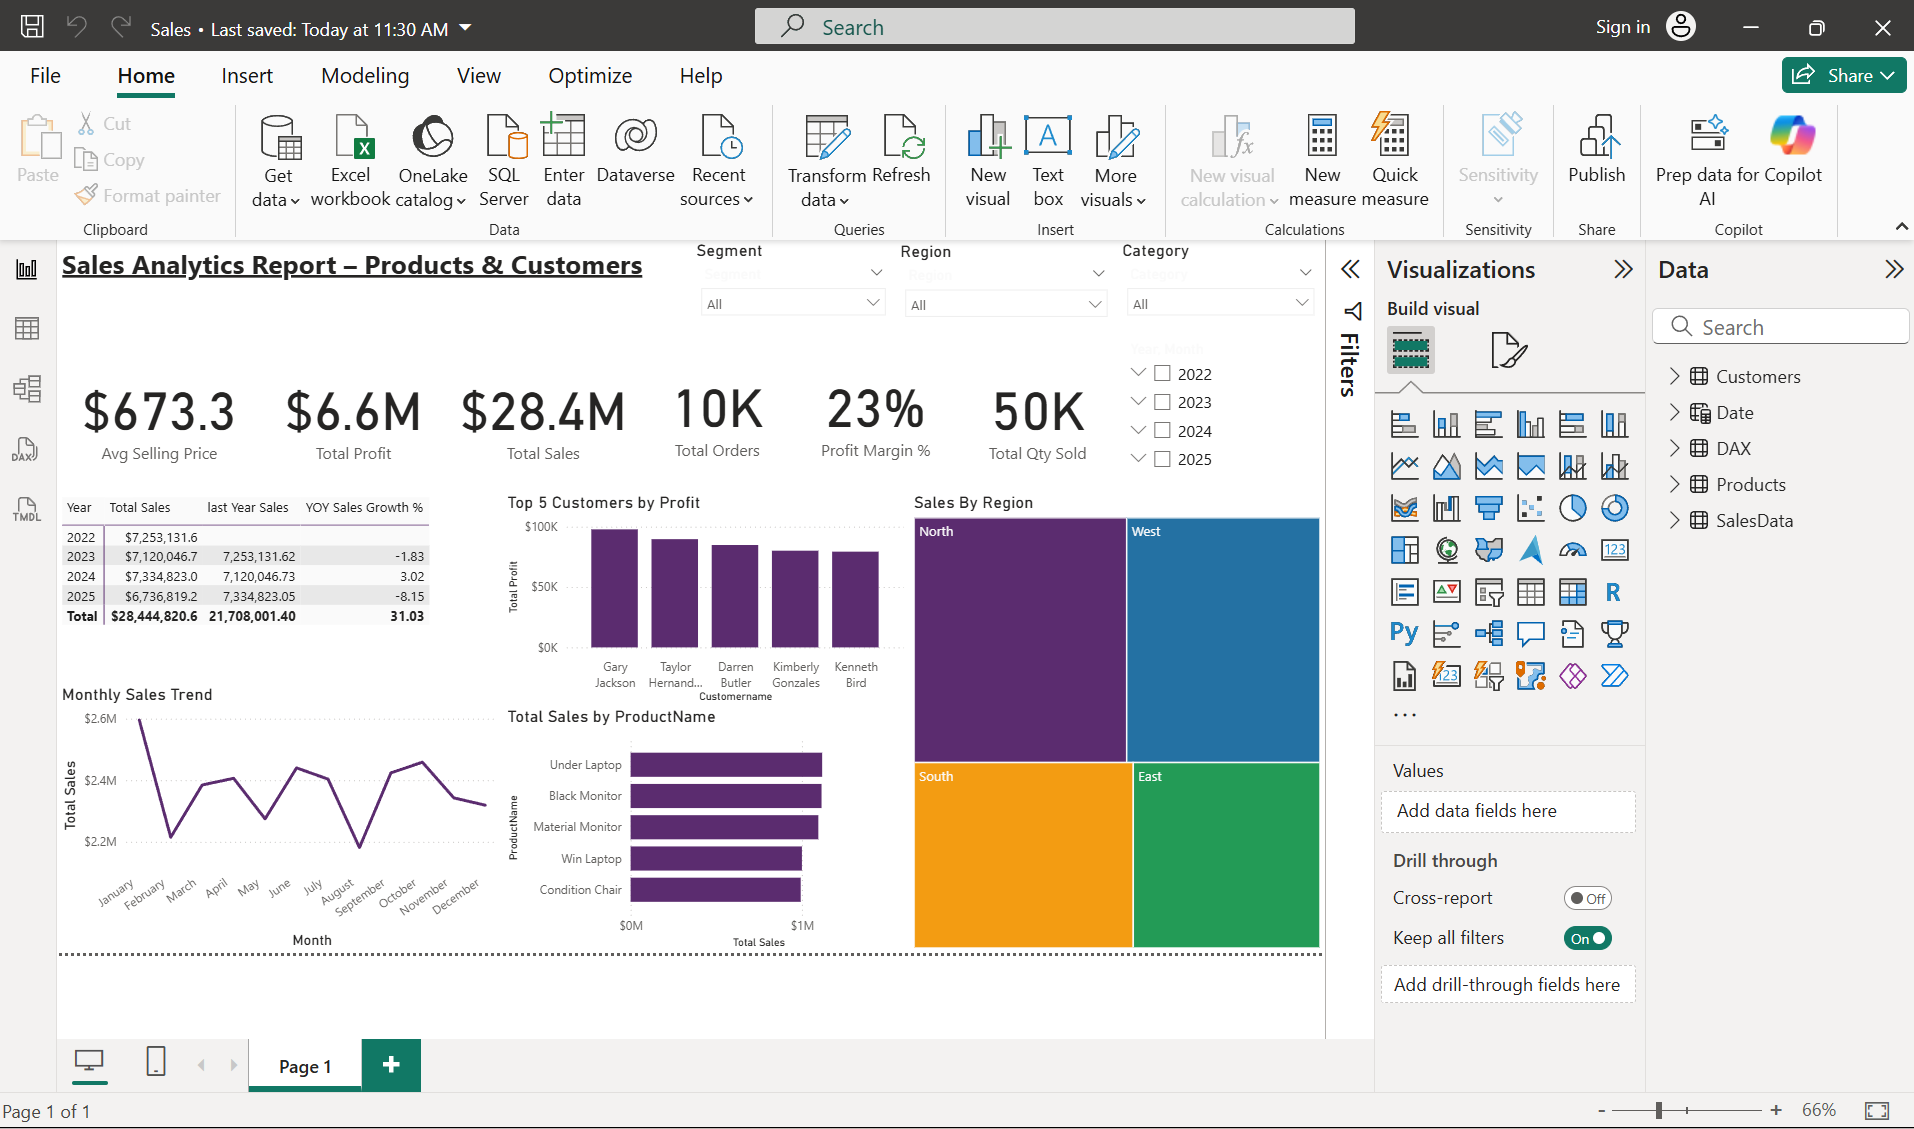 Sales • Last saved: Today at 11:30 AM
Search
Sign in
File Home Insert Modeling View Optimize Help
Share
Paste
Cut
Copy
Format painter
Clipboard
Get data
Excel workbook
OneLake catalog
SQL Server
Enter data
Dataverse
Recent sources
Data
Transform data
Refresh
Queries
New visual
Text box
More visuals
Insert
New visual calculation
New measure
Quick measure
Calculations
Sensitivity
Sensitivity
Publish
Share
Prep data for AI
Copilot
Copilot
Sales Analytics Report – Products & Customers
Segment
Segment
All
Region
Region
All
Category
Category
All
Year, Month
2022
2023
2024
2025
$673.3
Avg Selling Price
$6.6M
Total Profit
$28.4M
Total Sales
10K
Total Orders
23%
Profit Margin %
50K
Total Qty Sold
Year Total Sales last Year Sales YOY Sales Growth %
2022 $7,253,131.6
2023 $7,120,046.7 7,253,131.62 -1.83
2024 $7,334,823.0 7,120,046.73 3.02
2025 $6,736,819.2 7,334,823.05 -8.15
Total $28,444,820.6 21,708,001.40 31.03
Monthly Sales Trend
Total Sales
$2.6M
$2.4M
$2.2M
January February March April May June July August September October November December
Month
Top 5 Customers by Profit
Total Profit
$100K
$50K
$0K
Gary Jackson
Taylor Hernand...
Darren Butler
Kimberly Gonzales
Kenneth Bird
Customername
Total Sales by ProductName
ProductName
Under Laptop
Black Monitor
Material Monitor
Win Laptop
Condition Chair
$0M $1M
Total Sales
Sales By Region
North
West
South
East
Filters
Visualizations
Build visual
123
R
Py
123
...
Values
Add data fields here
Drill through
Cross-report
Off
Keep all filters
On
Add drill-through fields here
Data
Search
Customers
Date
DAX
Products
SalesData
DAX
TMDL
Page 1
+
Page 1 of 1
- + 66%